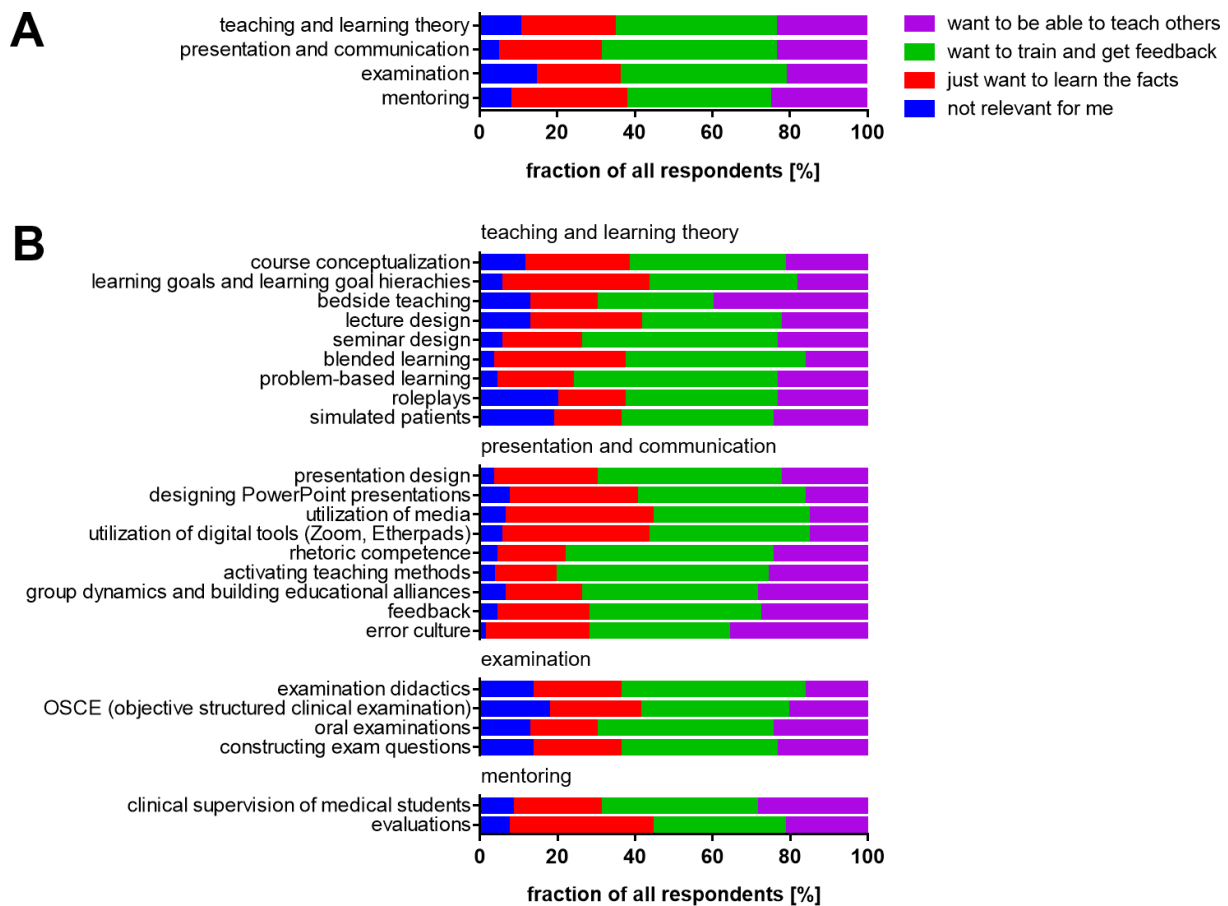 A
teaching and learning theory
presentation and communication
examination
mentoring
0 20 40 60 80 100
fraction of all respondents [%]
want to be able to teach others
want to train and get feedback
just want to learn the facts
not relevant for me
B
teaching and learning theory
course conceptualization
learning goals and learning goal hierachies
bedside teaching
lecture design
seminar design
blended learning
problem-based learning
roleplays
simulated patients
presentation and communication
presentation design
designing PowerPoint presentations
utilization of media
utilization of digital tools (Zoom, Etherpads)
rhetoric competence
activating teaching methods
group dynamics and building educational alliances
feedback
error culture
examination
examination didactics
OSCE (objective structured clinical examination)
oral examinations
constructing exam questions
mentoring
clinical supervision of medical students
evaluations
0 20 40 60 80 100
fraction of all respondents [%]